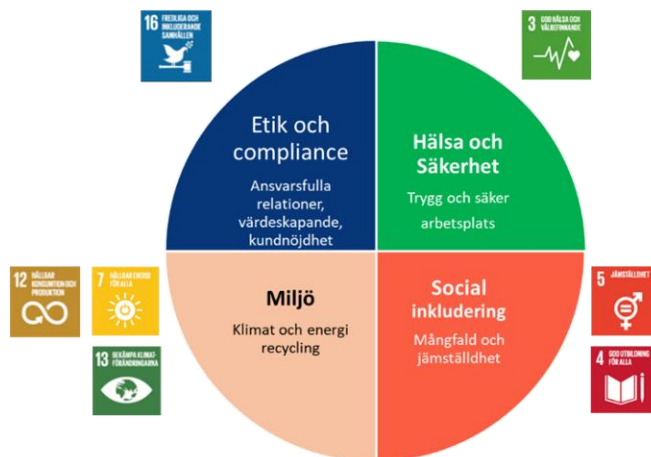 16 FREDLIGA OCH
INKLUDERANDE
SAMHÄLLEN
3 GOD HÄLSA OCH
VÄLBEFINNANDE
Etik och
compliance
Ansvarsfulla
relationer,
värdeskapande,
kundnöjdhet
Hälsa och
Säkerhet
Trygg och säker
arbetsplats
12 HÅLLBAR
KONSUMTION OCH
PRODUKTION
7 HÅLLBAR ENERGI
FÖR ALLA
13 BEKÄMPA KLIMAT-
FÖRÄNDRINGARNA
Miljö
Klimat och energi
recycling
Social
inkludering
Mångfald och
jämställdhet
5 JÄMSTÄLLDHET
4 GOD UTBILDNING
FÖR ALLA